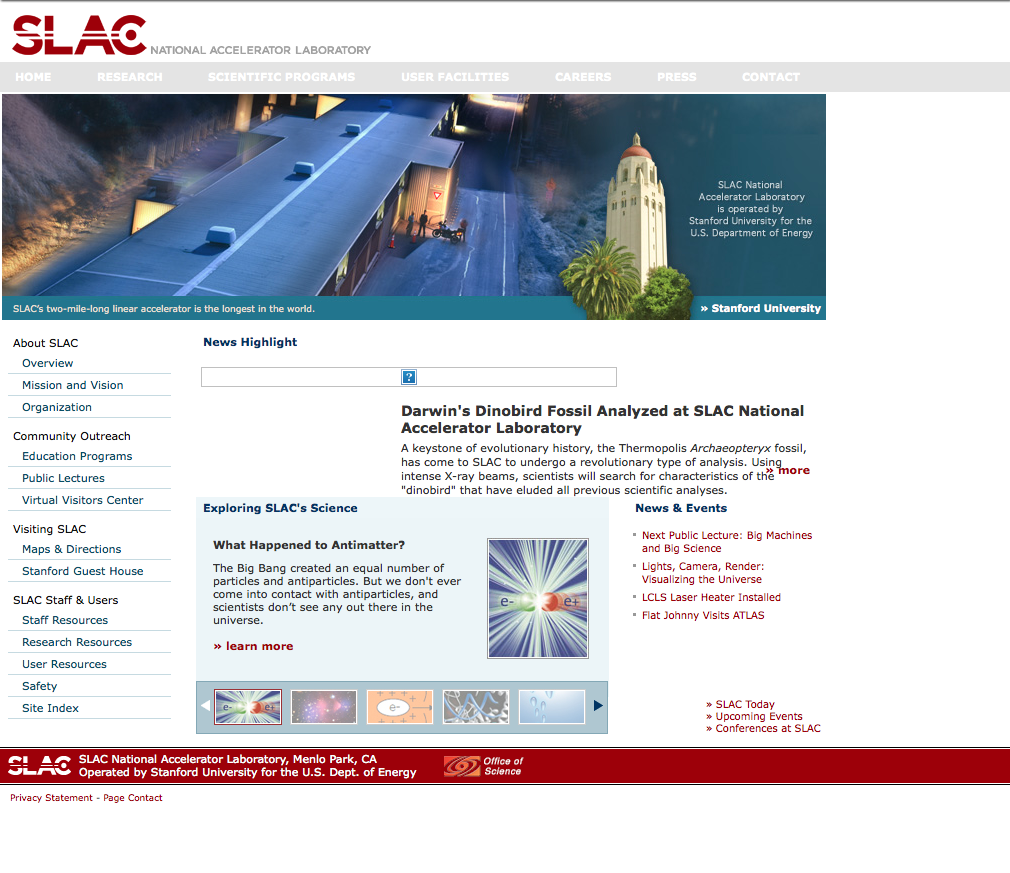 SLAC NATIONAL ACCELERATOR LABORATORY
HOME RESEARCH SCIENTIFIC PROGRAMS USER FACILITIES CAREERS PRESS CONTACT
SLAC National
Accelerator Laboratory
is operated by
Stanford University for the
U.S. Department of Energy
SLAC's two-mile-long linear accelerator is the longest in the world.
» Stanford University
About SLAC
Overview
Mission and Vision
Organization
Community Outreach
Education Programs
Public Lectures
Virtual Visitors Center
Visiting SLAC
Maps & Directions
Stanford Guest House
SLAC Staff & Users
Staff Resources
Research Resources
User Resources
Safety
Site Index
News Highlight
?
Darwin's Dinobird Fossil Analyzed at SLAC National
Accelerator Laboratory
A keystone of evolutionary history, the Thermopolis Archaeopteryx fossil,
has come to SLAC to undergo a revolutionary type of analysis. Using
» more
intense X-ray beams, scientists will search for characteristics of the
"dinobird" that have eluded all previous scientific analyses.
Exploring SLAC's Science
What Happened to Antimatter?
The Big Bang created an equal number of
particles and antiparticles. But we don't ever
come into contact with antiparticles, and
scientists don’t see any out there in the
universe.
» learn more
e- e+
e- e+
e-
News & Events
Next Public Lecture: Big Machines
and Big Science
Lights, Camera, Render:
Visualizing the Universe
LCLS Laser Heater Installed
Flat Johnny Visits ATLAS
» SLAC Today
» Upcoming Events
» Conferences at SLAC
SLAC
SLAC National Accelerator Laboratory, Menlo Park, CA
Operated by Stanford University for the U.S. Dept. of Energy
Office of
Science
Privacy Statement - Page Contact